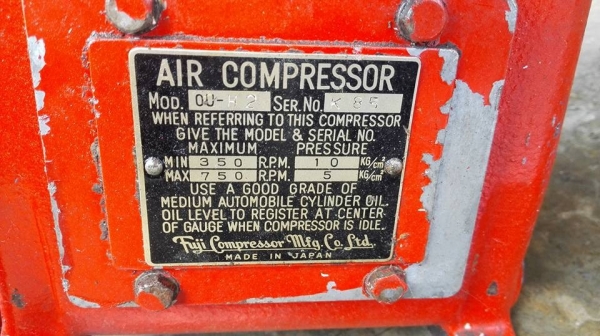 AIR COMPRESSOR
MOD. OU-H2 SER. NO. K 85
WHEN REFERRING TO THIS COMPRESSOR
GIVE THE MODEL & SERIAL NO.
MAXIMUM PRESSURE
MIN 350 R.P.M. 10 KG/cm²
MAX 750 R.P.M. 5 KG/cm²
USE A GOOD GRADE OF
MEDIUM AUTOMOBILE CYLINDER OIL.
OIL LEVEL TO REGISTER AT CENTER-
OF GAUGE WHEN COMPRESSOR IS IDLE.
Fuji Compressor Mfg. Co. Ltd.
MADE IN JAPAN